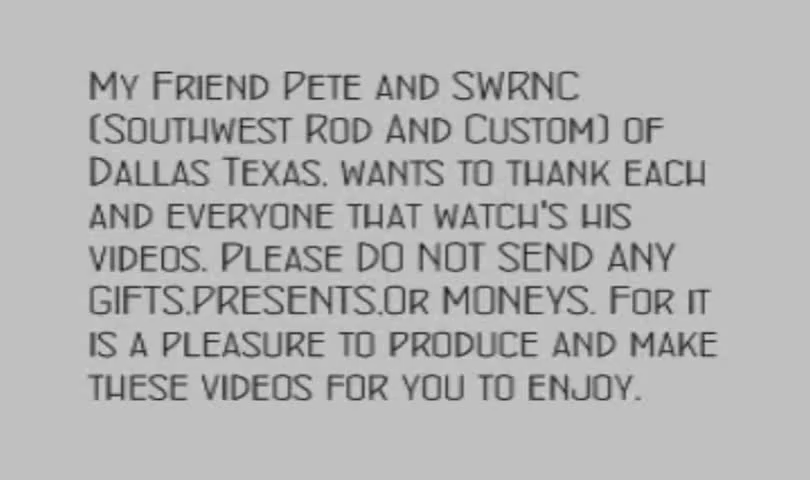 My Friend Pete and SWRNC
(Southwest Rod And Custom) of
Dallas Texas. wants to thank each
and everyone that watch's his
videos. Please DO NOT SEND ANY
GIFTS.PRESENTS.Or MONEYS. For it
is a pleasure to produce and make
these videos for you to enjoy.